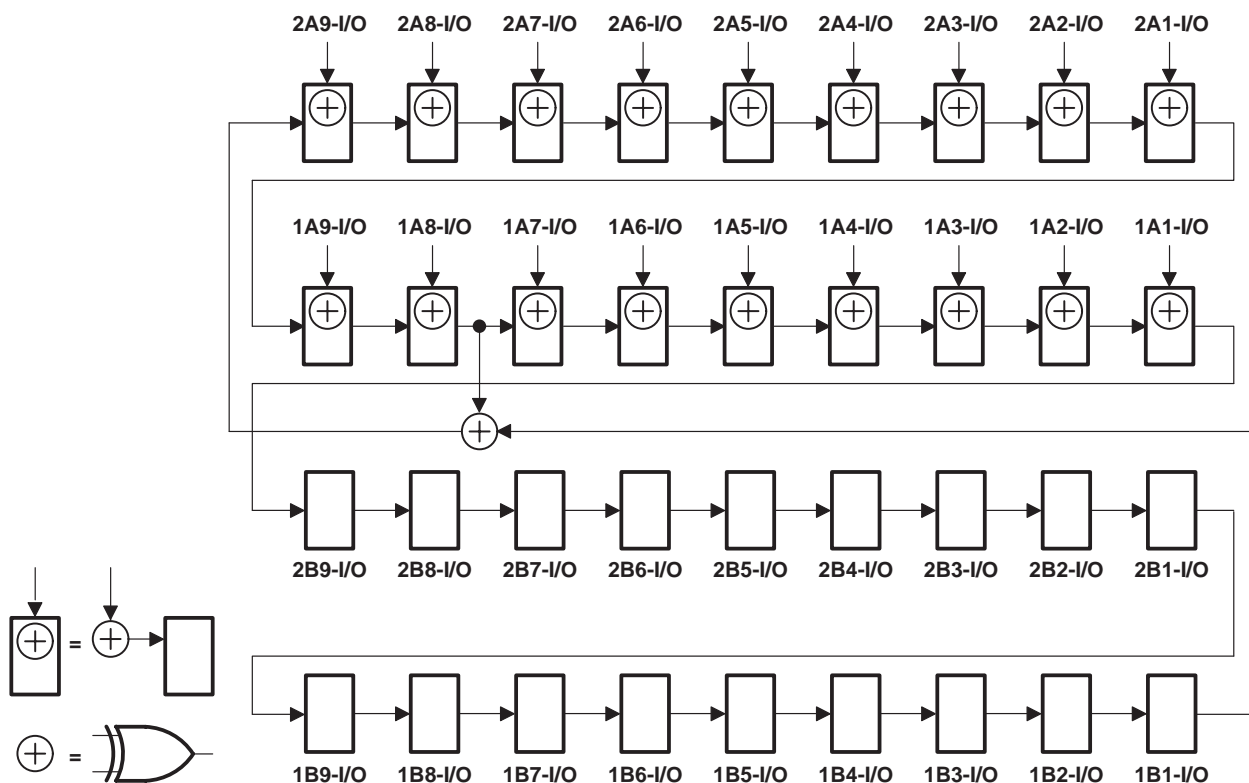 2A9-I/O 2A8-I/O 2A7-I/O 2A6-I/O 2A5-I/O 2A4-I/O 2A3-I/O 2A2-I/O 2A1-I/O
1A9-I/O 1A8-I/O 1A7-I/O 1A6-I/O 1A5-I/O 1A4-I/O 1A3-I/O 1A2-I/O 1A1-I/O
2B9-I/O 2B8-I/O 2B7-I/O 2B6-I/O 2B5-I/O 2B4-I/O 2B3-I/O 2B2-I/O 2B1-I/O
=
=
1B9-I/O 1B8-I/O 1B7-I/O 1B6-I/O 1B5-I/O 1B4-I/O 1B3-I/O 1B2-I/O 1B1-I/O